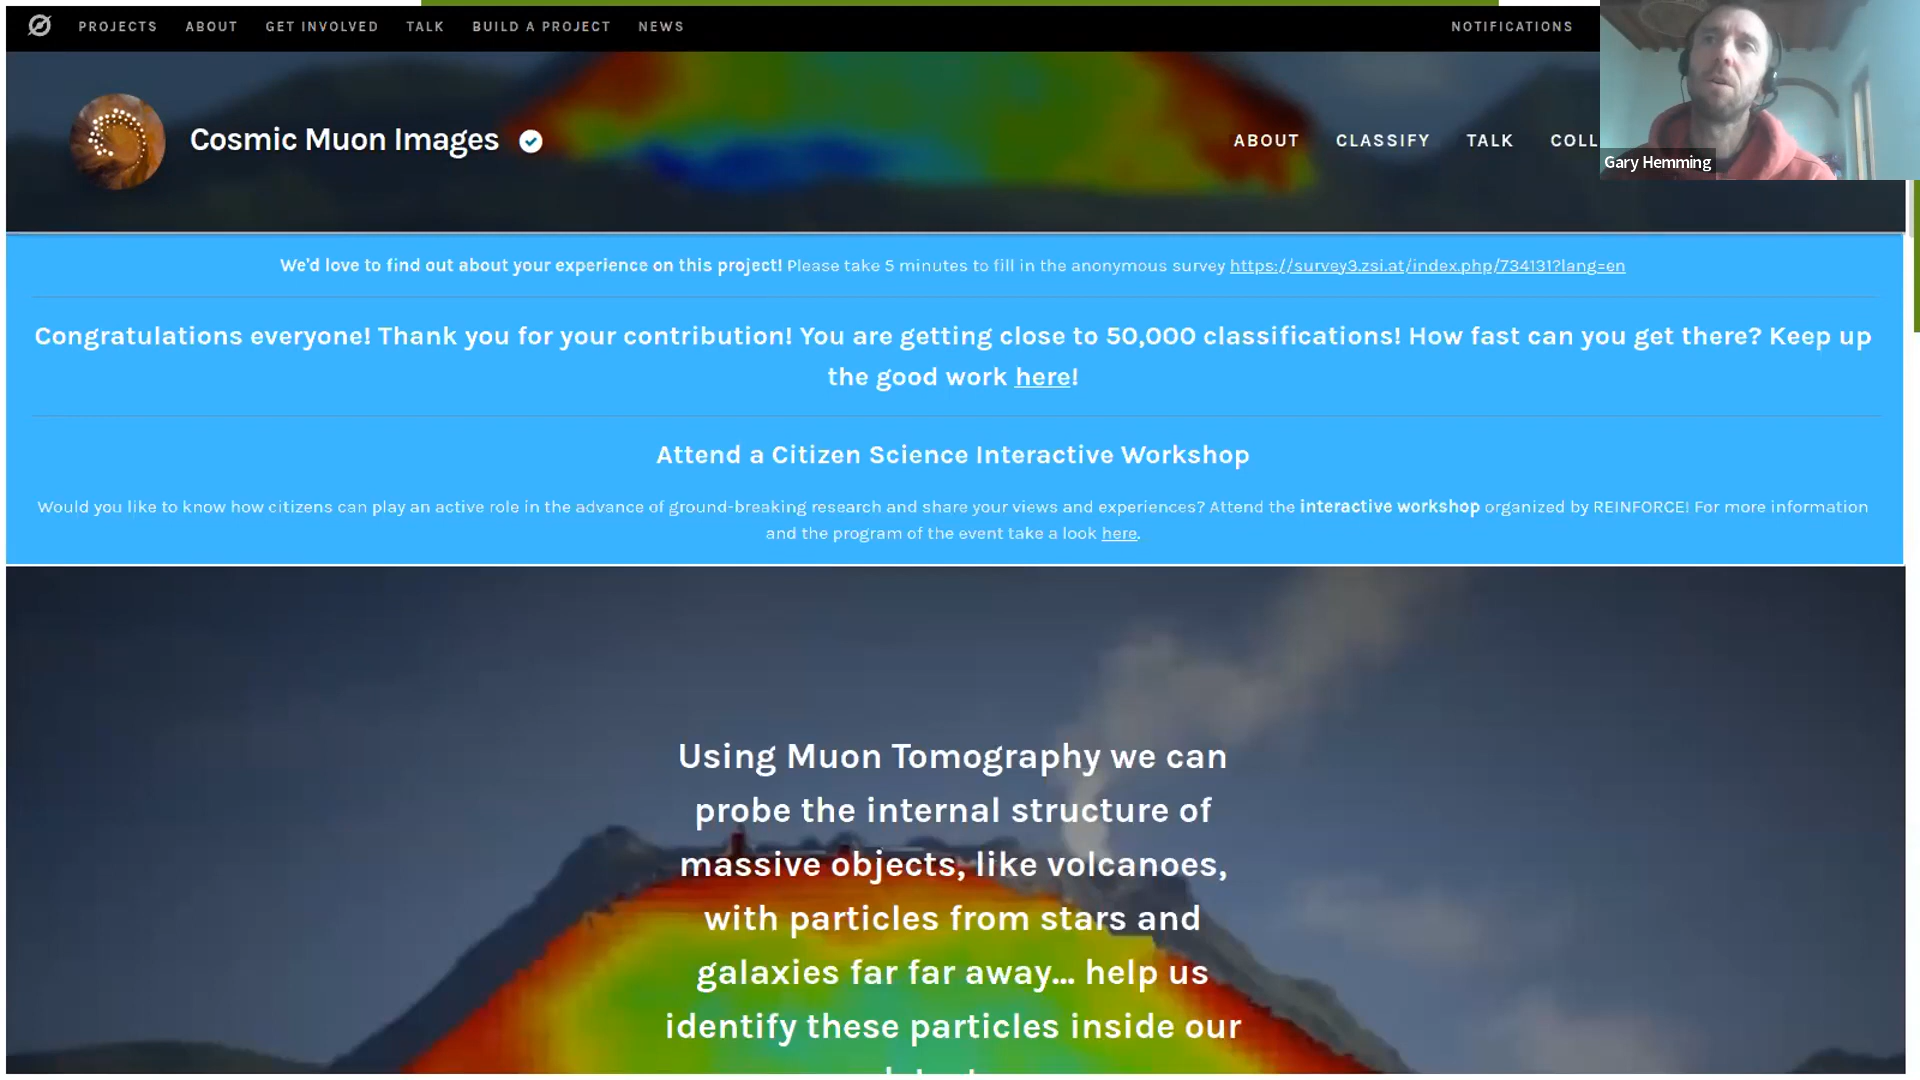 PROJECTS ABOUT GET INVOLVED TALK BUILD A PROJECT NEWS NOTIFICATIONS
Cosmic Muon Images
ABOUT CLASSIFY TALK COLL
Gary Hemming
We'd love to find out about your experience on this project! Please take 5 minutes to fill in the anonymous survey https://survey3.zsi.at/index.php/734131?lang=en
Congratulations everyone! Thank you for your contribution! You are getting close to 50,000 classifications! How fast can you get there? Keep up
the good work here!
Attend a Citizen Science Interactive Workshop
Would you like to know how citizens can play an active role in the advance of ground-breaking research and share your views and experiences? Attend the interactive workshop organized by REINFORCE! For more information
and the program of the event take a look here.
Using Muon Tomography we can
probe the internal structure of
massive objects, like volcanoes,
with particles from stars and
galaxies far far away... help us
identify these particles inside our